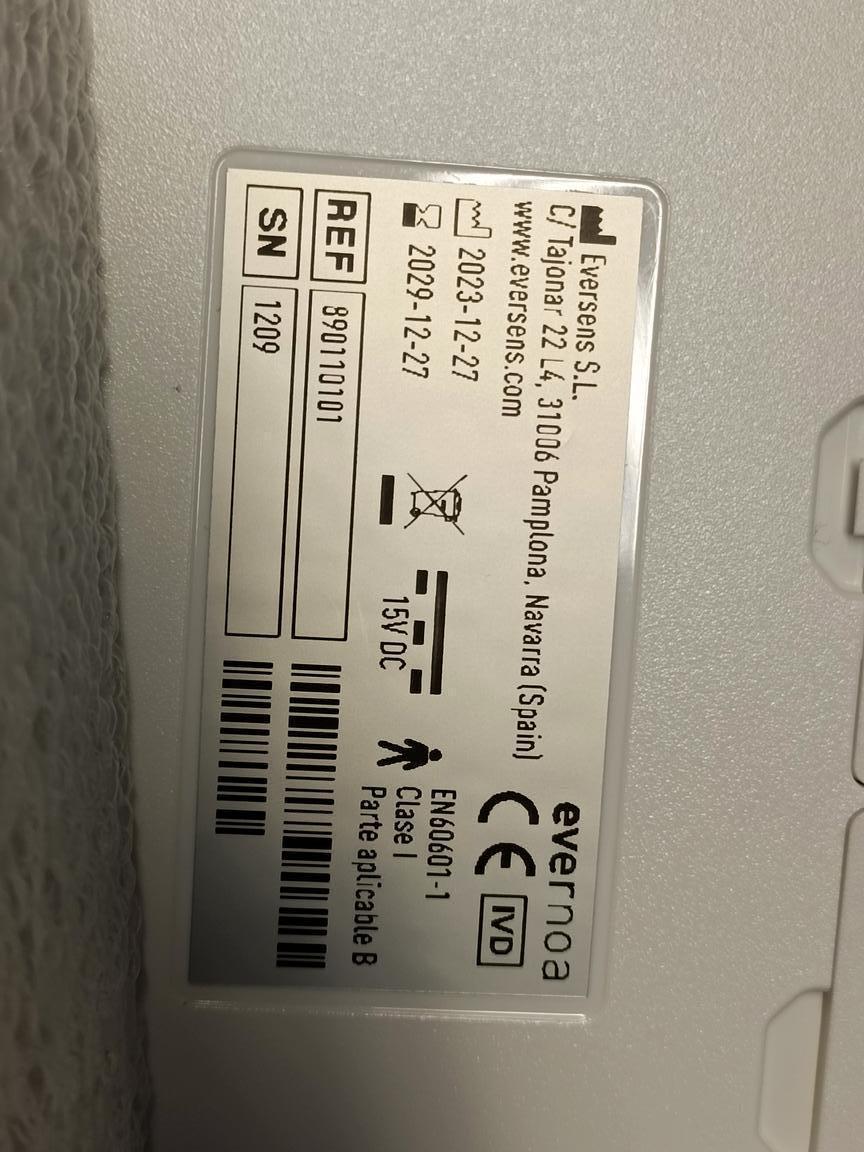 Eversens S.L.
C/ Tajonar 22 L4, 31006 Pamplona, Navarra (Spain)
www.eversens.com
evernoa
CE IVD
2023-12-27
2029-12-27
15V DC
EN60601-1
Clase I
Parte aplicable B
REF 890110101
SN 1209